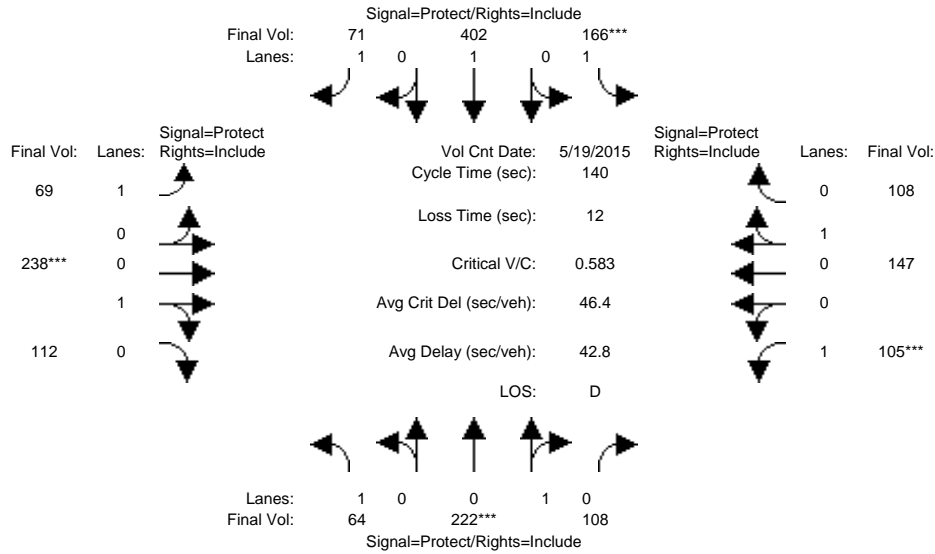 Signal=Protect/Rights=Include
Final Vol: 71 402 166***
Lanes: 1 0 1 0 1
Signal=Protect
Final Vol: Lanes: Rights=Include
Vol Cnt Date: 5/19/2015
Signal=Protect
Rights=Include Lanes: Final Vol:
Cycle Time (sec): 140
69 1 0 108
Loss Time (sec): 12
0 1
238*** 0 Critical V/C: 0.583 0 147
1 Avg Crit Del (sec/veh): 46.4 0
112 0 Avg Delay (sec/veh): 42.8 1 105***
LOS: D
Lanes: 1 0 0 1 0
Final Vol: 64 222*** 108
Signal=Protect/Rights=Include